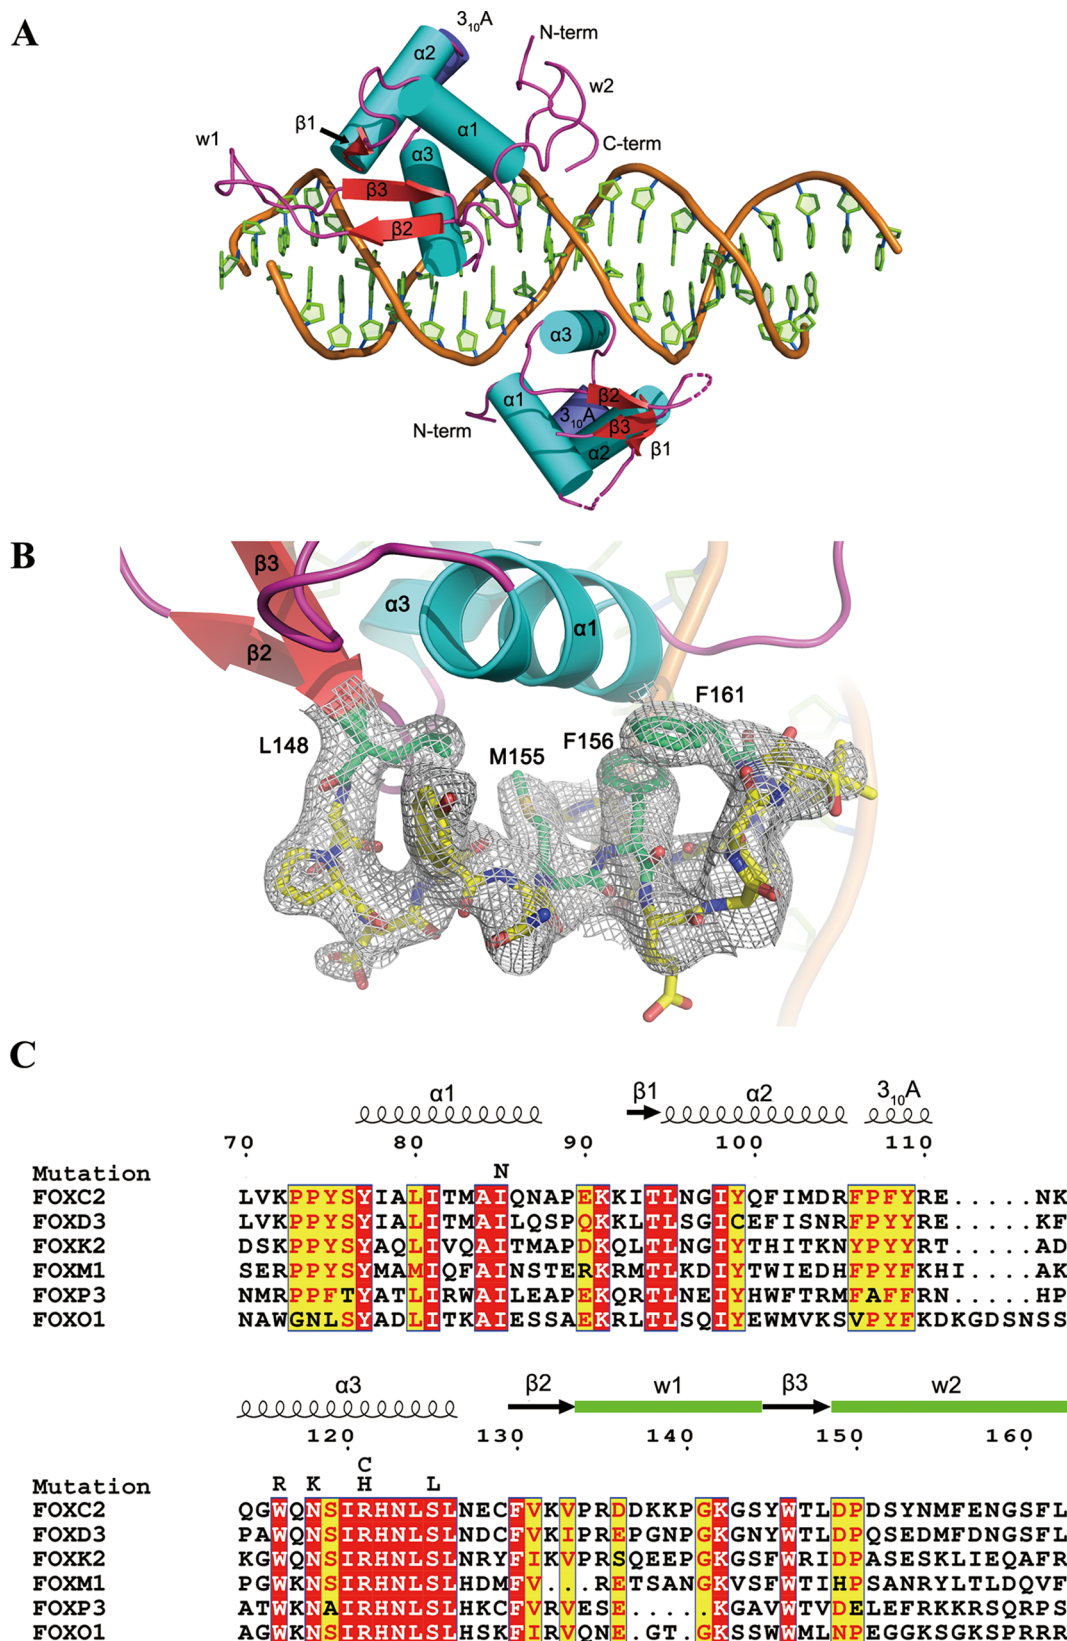 A
3₁₀A
α2
N-term
w2
β1
α1
w1
C-term
α3
β3
β2
α3
α1
β2
3₁₀A
N-term
β3
α2
β1
B
β3
α3
α1
β2
F161
L148
F156
M155
C
α1 β1 α2 3₁₀A
70 80 90 100 110
Mutation N
FOXC2 LVKPPYSYIALITMAIQNAPEKKITLNGIYQFIMDRFPFYRE.....NK
FOXD3 LVKPPYSYIALITMAILQSPQKKLTLSGICEFISNRFPYYRE.....KF
FOXK2 DSKPPYSYAQLIVQAITMAPDKQLTLNGIYTHITKNYPYYRT.....AD
FOXM1 SERPPYSYMAMIQFAINSTERKRMTLKDIYTWIEDHFPYFKHI.....AK
FOXP3 NMRPPFTYATLIRWAILEAPEKQRTLNEIYHWFTRMFAFFRN.....HP
FOXO1 NAWGNLSYADLITKAIESSAEKRLTLSQIYEWMVKSVPYFKDKGDSNSS
α3 β2 w1 β3 w2
120 130 140 150 160
C
Mutation R K H L
FOXC2 QGWQNSIRHNLSLNECFVKVPRDDKKPGKGSYWTLDPDSYNMFENGSFL
FOXD3 PAWQNSIRHNLSLNDCFVKIPREPGNPGKGNYWTLDPQSEDMFDNGSFL
FOXK2 KGWQNSIRHNLSLNRYFIKVPRSQEEPGKGSFWRIDPASESKLIEQAFR
FOXM1 PGWKNSIRHNLSLHDMFV..RETSANGKVSFWTIHPSANRYLTLDQVF
FOXP3 ATWKNAIRHNLSLHKCFVRVESE.....KGAVWTVDELEFRKKRSQRPS
FOXO1 AGWKNSIRHNLSLHSKFIRVQNE.GT.GKSSWWMLNPEGGKSGKSPRRR